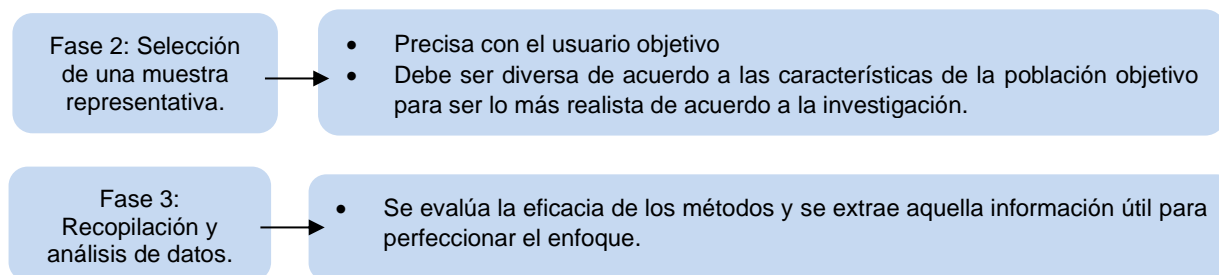 Fase 2: Selección
de una muestra
representativa.
• Precisa con el usuario objetivo
• Debe ser diversa de acuerdo a las características de la población objetivo
para ser lo más realista de acuerdo a la investigación.
Fase 3:
Recopilación y
análisis de datos.
• Se evalúa la eficacia de los métodos y se extrae aquella información útil para
perfeccionar el enfoque.